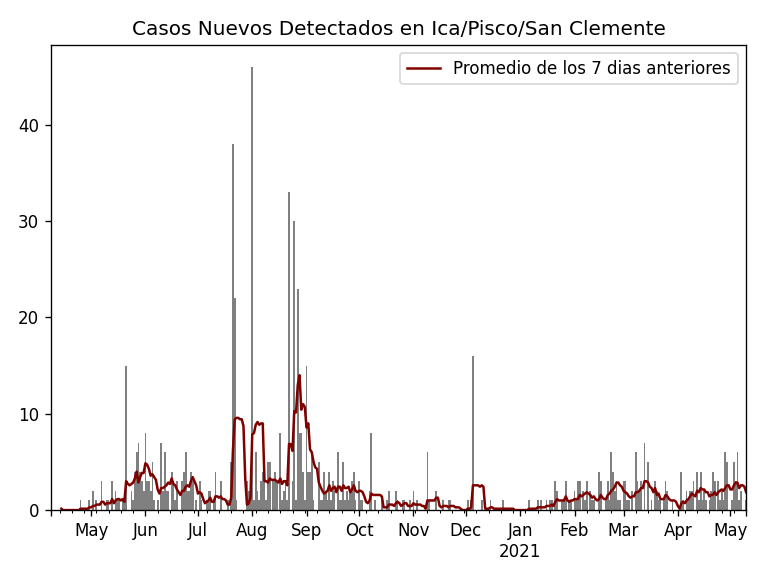 Casos Nuevos Detectados en Ica/Pisco/San Clemente
Promedio de los 7 dias anteriores
40
30
20
10
0
May Jun Jul Aug Sep Oct Nov Dec Jan Feb Mar Apr May
2021